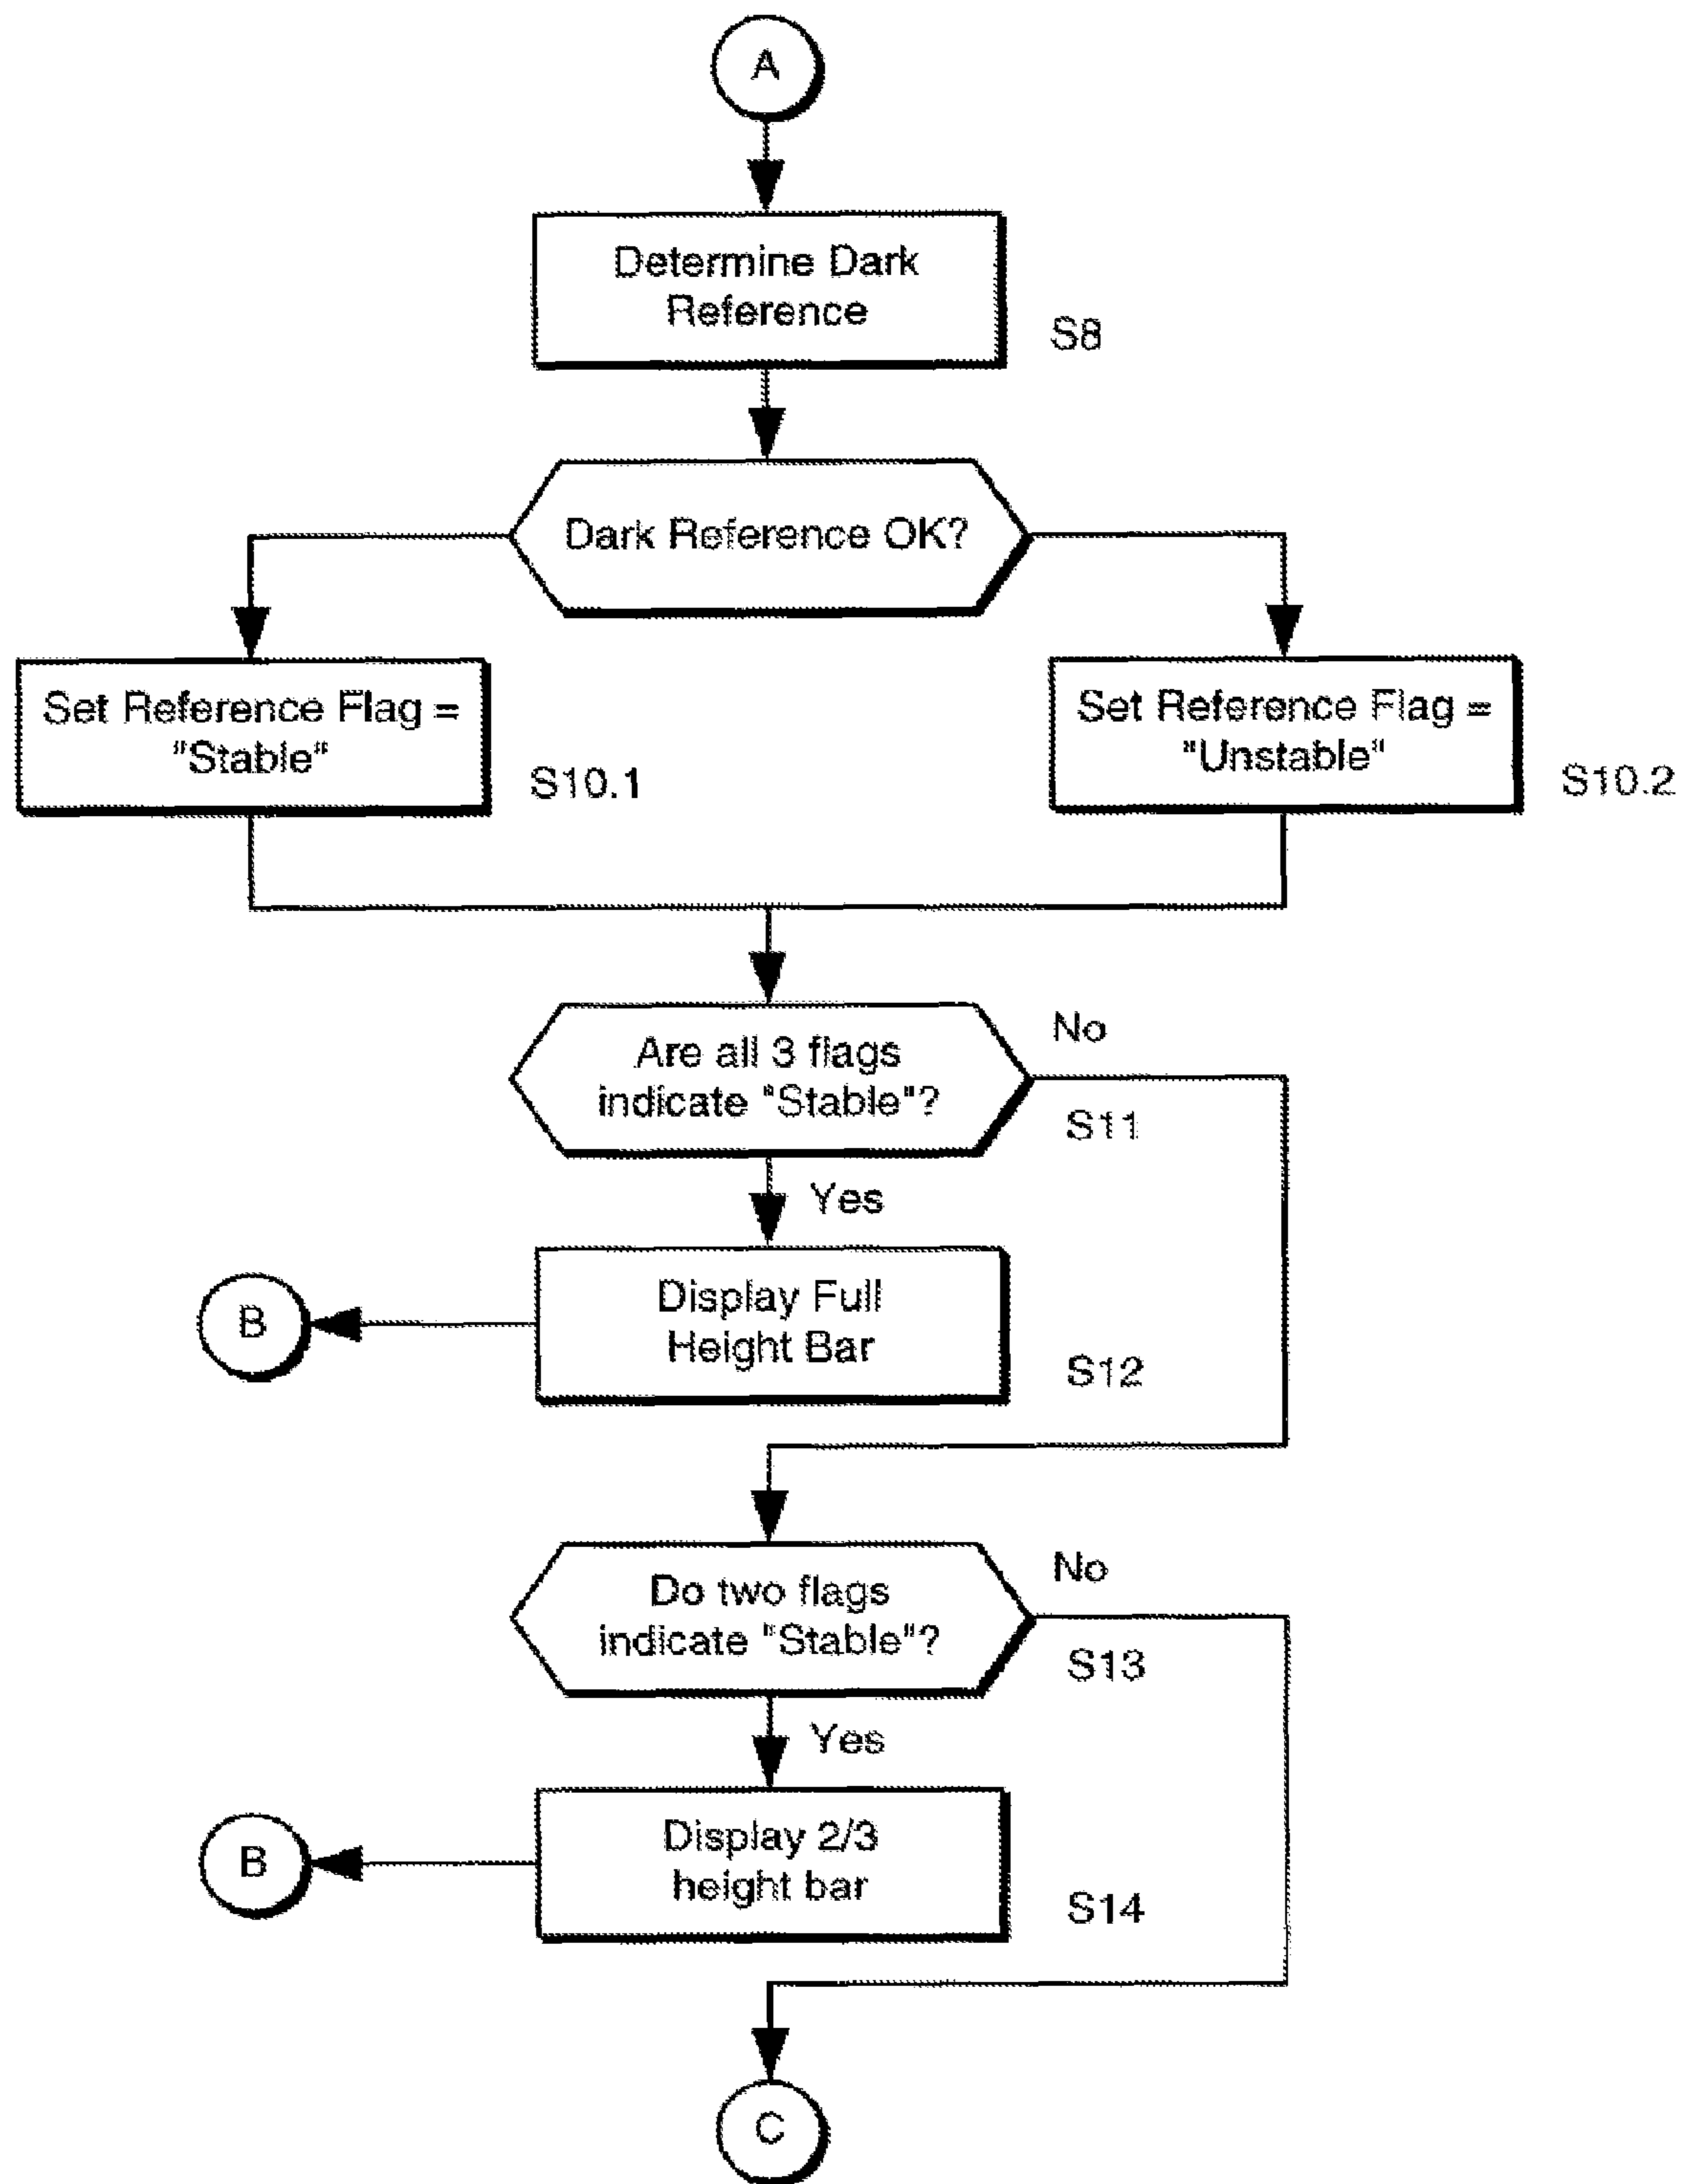 A
Determine Dark
Reference
S8
Dark Reference OK?
Set Reference Flag =
"Stable"
S10.1
Set Reference Flag =
"Unstable"
S10.2
Are all 3 flags
indicate "Stable"?
No
S11
Yes
Display Full
Height Bar
S12
B
Do two flags
indicate "Stable"?
No
S13
Yes
Display 2/3
height bar
S14
B
C